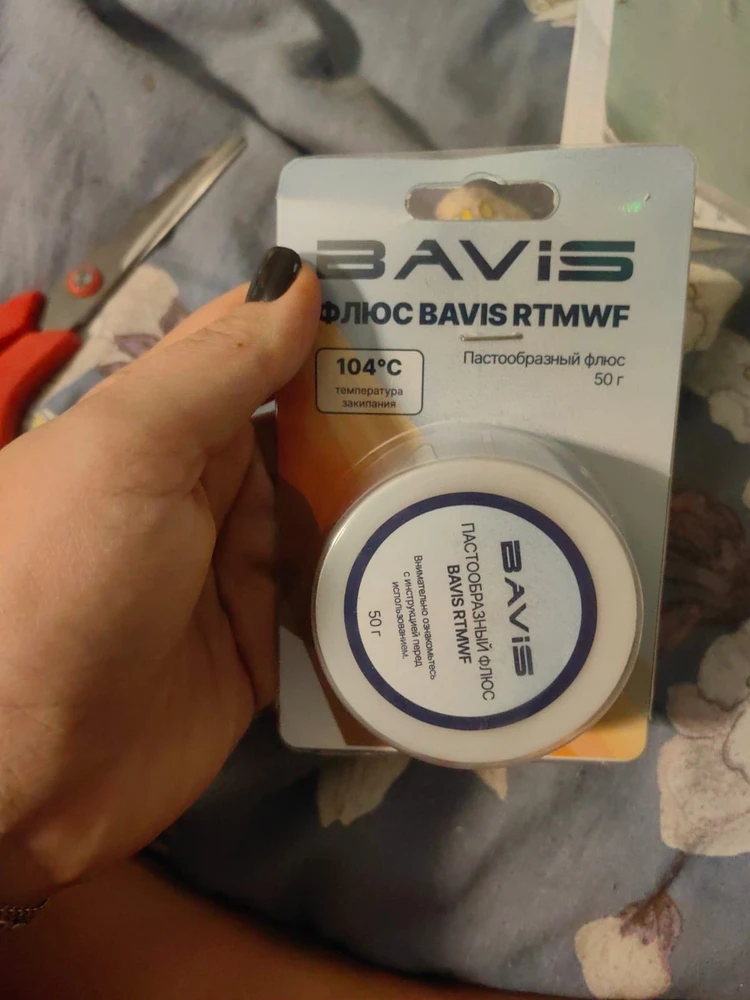 BAViS
ФЛЮС BAVIS RTMWF
104°C
температура
закипания
Пастообразный флюс
50 г
BAViS
ПАСТООБРАЗНЫЙ ФЛЮС
BAVIS RTMWF
Внимательно ознакомьтесь
с инструкцией перед
использованием.
50 г